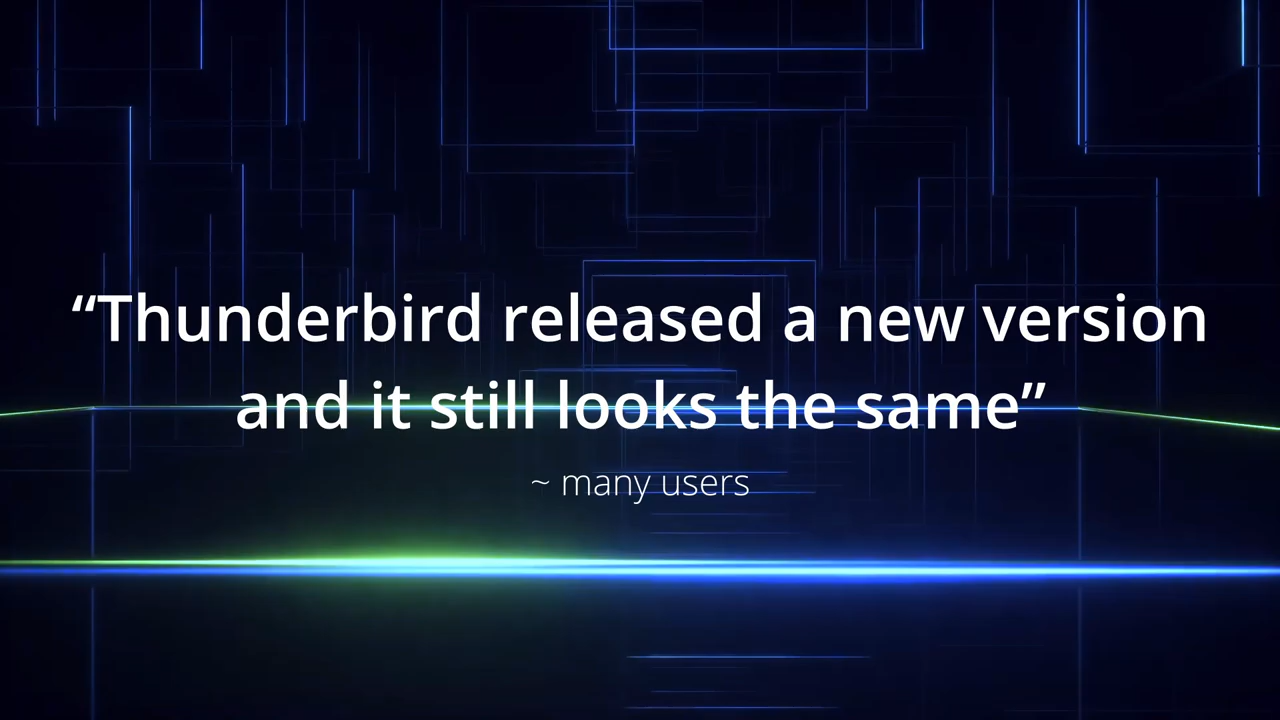 “Thunderbird released a new version
and it still looks the same”
~ many users